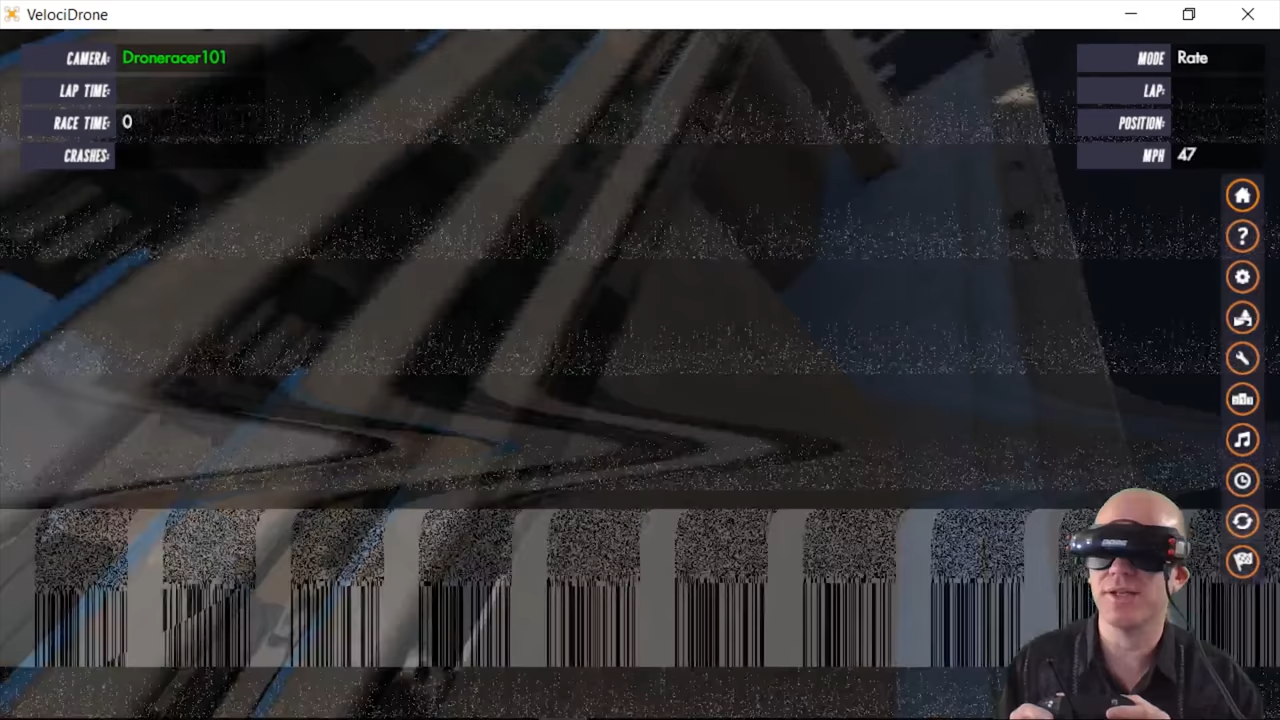 VelociDrone
CAMERA: Droneracer101
LAP TIME:
RACE TIME: 0
CRASHES:
MODE Rate
LAP:
POSITION:
MPH 47